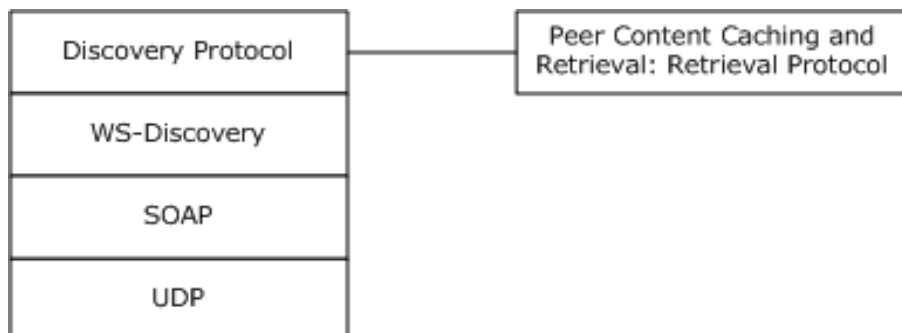 Discovery Protocol
Peer Content Caching and
Retrieval: Retrieval Protocol
WS-Discovery
SOAP
UDP